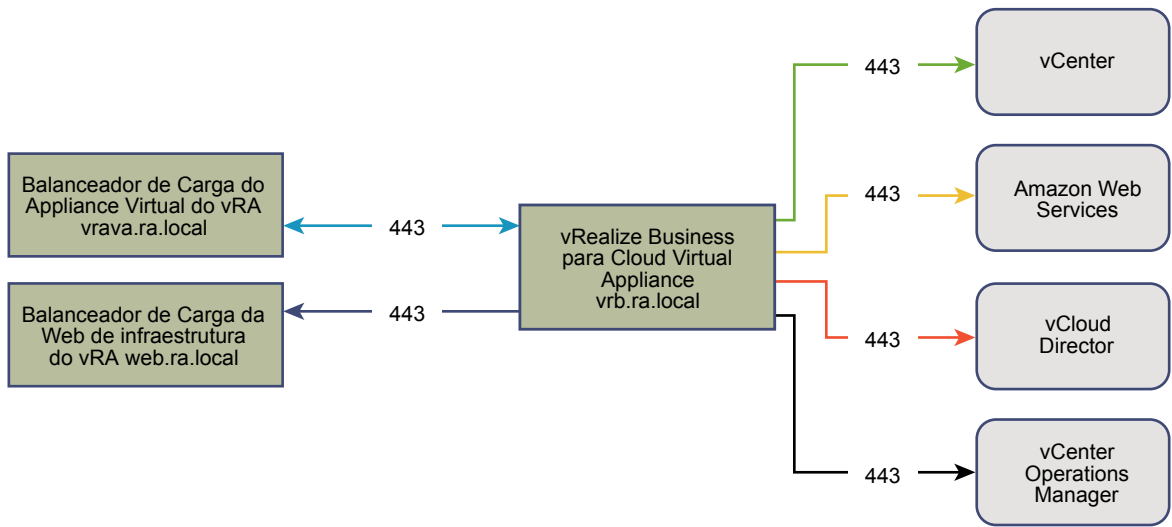 Balanceador de Carga do
Appliance Virtual do vRA
vrava.ra.local
443
Balanceador de Carga da
Web de infraestrutura
do vRA web.ra.local
443
vRealize Business
para Cloud Virtual
Appliance
vrb.ra.local
443
vCenter
443
Amazon Web
Services
443
vCloud
Director
443
vCenter
Operations
Manager